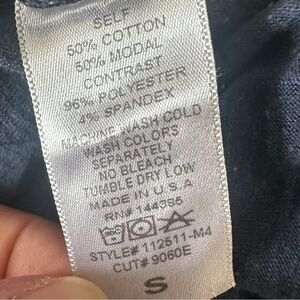 SELF
50% COTTON
50% MODAL
CONTRAST
96% POLYESTER
4% SPANDEX
MACHINE WASH COLD
WASH COLORS
SEPARATELY
NO BLEACH
TUMBLE DRY LOW
MADE IN U.S.A
RN# 144395
STYLE# 112511-M4
CUT# 9060E
S